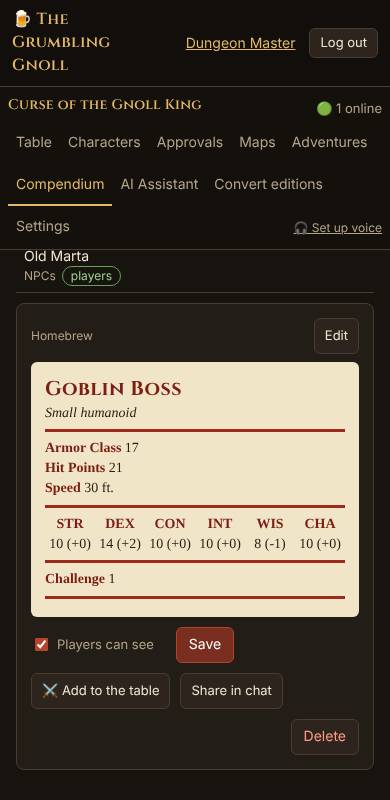 🍺 The
Grumbling
Gnoll
Dungeon Master
Log out
Curse of the Gnoll King
🟢 1 online
Table Characters Approvals Maps Adventures
Compendium AI Assistant Convert editions
Settings
🎧 Set up voice
Old Marta
NPCs players
Homebrew
Edit
Goblin Boss
Small humanoid
Armor Class 17
Hit Points 21
Speed 30 ft.
STR DEX CON INT WIS CHA
10 (+0) 14 (+2) 10 (+0) 10 (+0) 8 (-1) 10 (+0)
Challenge 1
Players can see
Save
⚔️ Add to the table
Share in chat
Delete